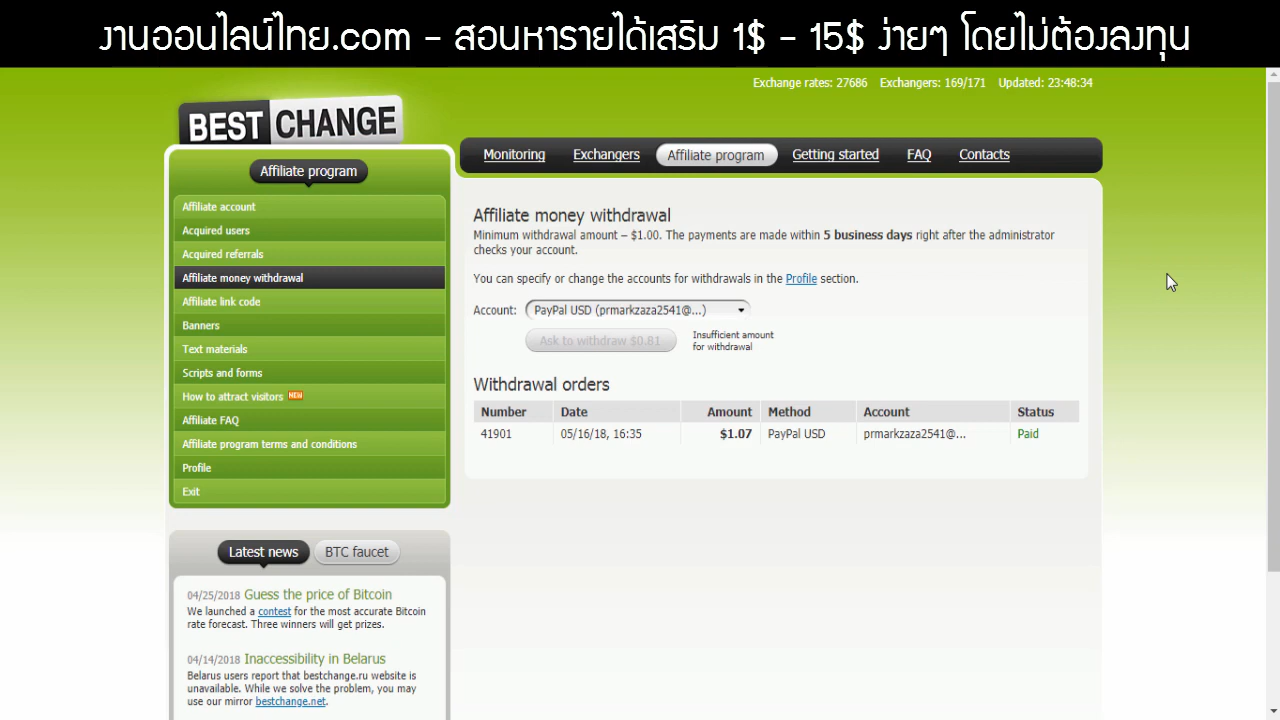 งานออนไลน์ไทย.com - สอนหารายได้เสริม 1$ - 15$ ง่ายๆ โดยไม่ต้องลงทุน
Exchange rates: 27686 Exchangers: 169/171 Updated: 23:48:34
BEST CHANGE
Monitoring Exchangers Affiliate program Getting started FAQ Contacts
Affiliate program
Affiliate account
Acquired users
Acquired referrals
Affiliate money withdrawal
Affiliate link code
Banners
Text materials
Scripts and forms
How to attract visitors NEW
Affiliate FAQ
Affiliate program terms and conditions
Profile
Exit
Affiliate money withdrawal
Minimum withdrawal amount – $1.00. The payments are made within 5 business days right after the administrator
checks your account.
You can specify or change the accounts for withdrawals in the Profile section.
Account: PayPal USD (prmarkzaza2541@...)
Ask to withdraw $0.81
Insufficient amount
for withdrawal
Withdrawal orders
Number Date Amount Method Account Status
41901 05/16/18, 16:35 $1.07 PayPal USD prmarkzaza2541@... Paid
Latest news BTC faucet
04/25/2018 Guess the price of Bitcoin
We launched a contest for the most accurate Bitcoin
rate forecast. Three winners will get prizes.
04/14/2018 Inaccessibility in Belarus
Belarus users report that bestchange.ru website is
unavailable. While we solve the problem, you may
use our mirror bestchange.net.